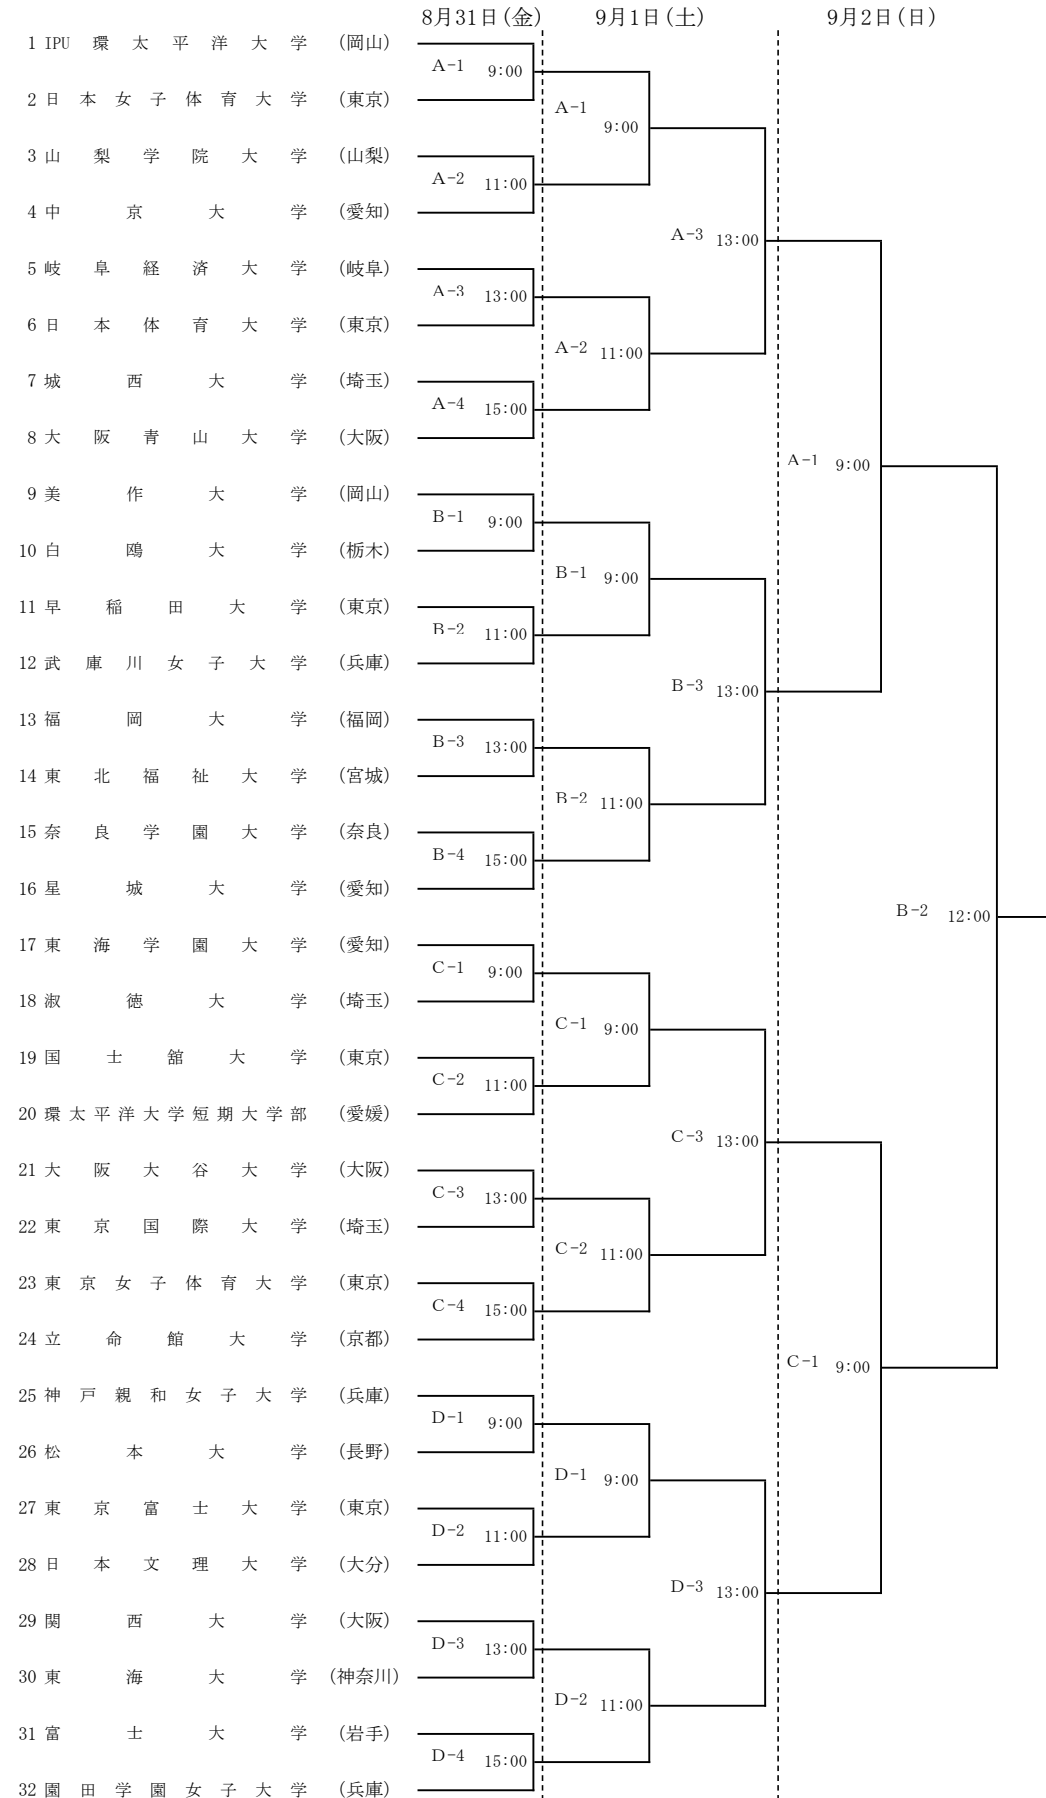 8月31日(金) 9月1日(土) 9月2日(日)
1 IPU環太平洋大学 (岡山)
A-1 9:00
2 日本女子体育大学 (東京)
A-1 9:00
3 山梨学院大学 (山梨)
A-2 11:00
4 中京大学 (愛知)
A-3 13:00
5 岐阜経済大学 (岐阜)
A-3 13:00
6 日本体育大学 (東京)
A-2 11:00
7 城西大学 (埼玉)
A-4 15:00
8 大阪青山大学 (大阪)
A-1 9:00
9 美作大学 (岡山)
B-1 9:00
10 白鴎大学 (栃木)
B-1 9:00
11 早稲田大学 (東京)
B-2 11:00
12 武庫川女子大学 (兵庫)
B-3 13:00
13 福岡大学 (福岡)
B-3 13:00
14 東北福祉大学 (宮城)
B-2 11:00
15 奈良学園大学 (奈良)
B-4 15:00
16 星城大学 (愛知)
B-2 12:00
17 東海学園大学 (愛知)
C-1 9:00
18 淑徳大学 (埼玉)
C-1 9:00
19 国士舘大学 (東京)
C-2 11:00
20 環太平洋大学短期大学部 (愛媛)
C-3 13:00
21 大阪大谷大学 (大阪)
C-3 13:00
22 東京国際大学 (埼玉)
C-2 11:00
23 東京女子体育大学 (東京)
C-4 15:00
24 立命館大学 (京都)
C-1 9:00
25 神戸親和女子大学 (兵庫)
D-1 9:00
26 松本大学 (長野)
D-1 9:00
27 東京富士大学 (東京)
D-2 11:00
28 日本文理大学 (大分)
D-3 13:00
29 関西大学 (大阪)
D-3 13:00
30 東海大学 (神奈川)
D-2 11:00
31 富士大学 (岩手)
D-4 15:00
32 園田学園女子大学 (兵庫)